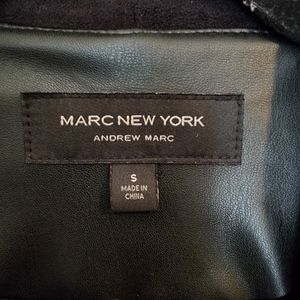 MARC NEW YORK
ANDREW MARC
S
MADE IN
CHINA